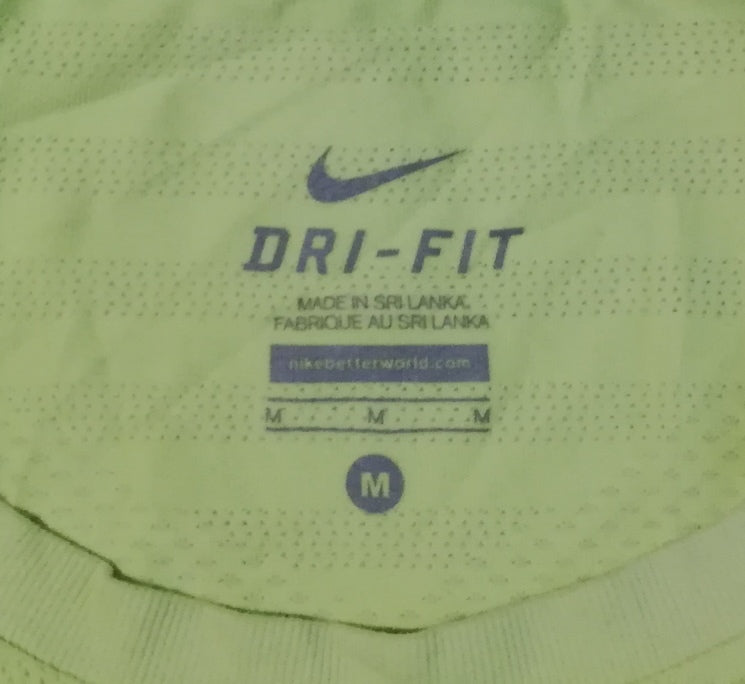 DRI-FIT
MADE IN SRI LANKA.
FABRIQUE AU SRI LANKA
nikebetterworld.com
M M M
M